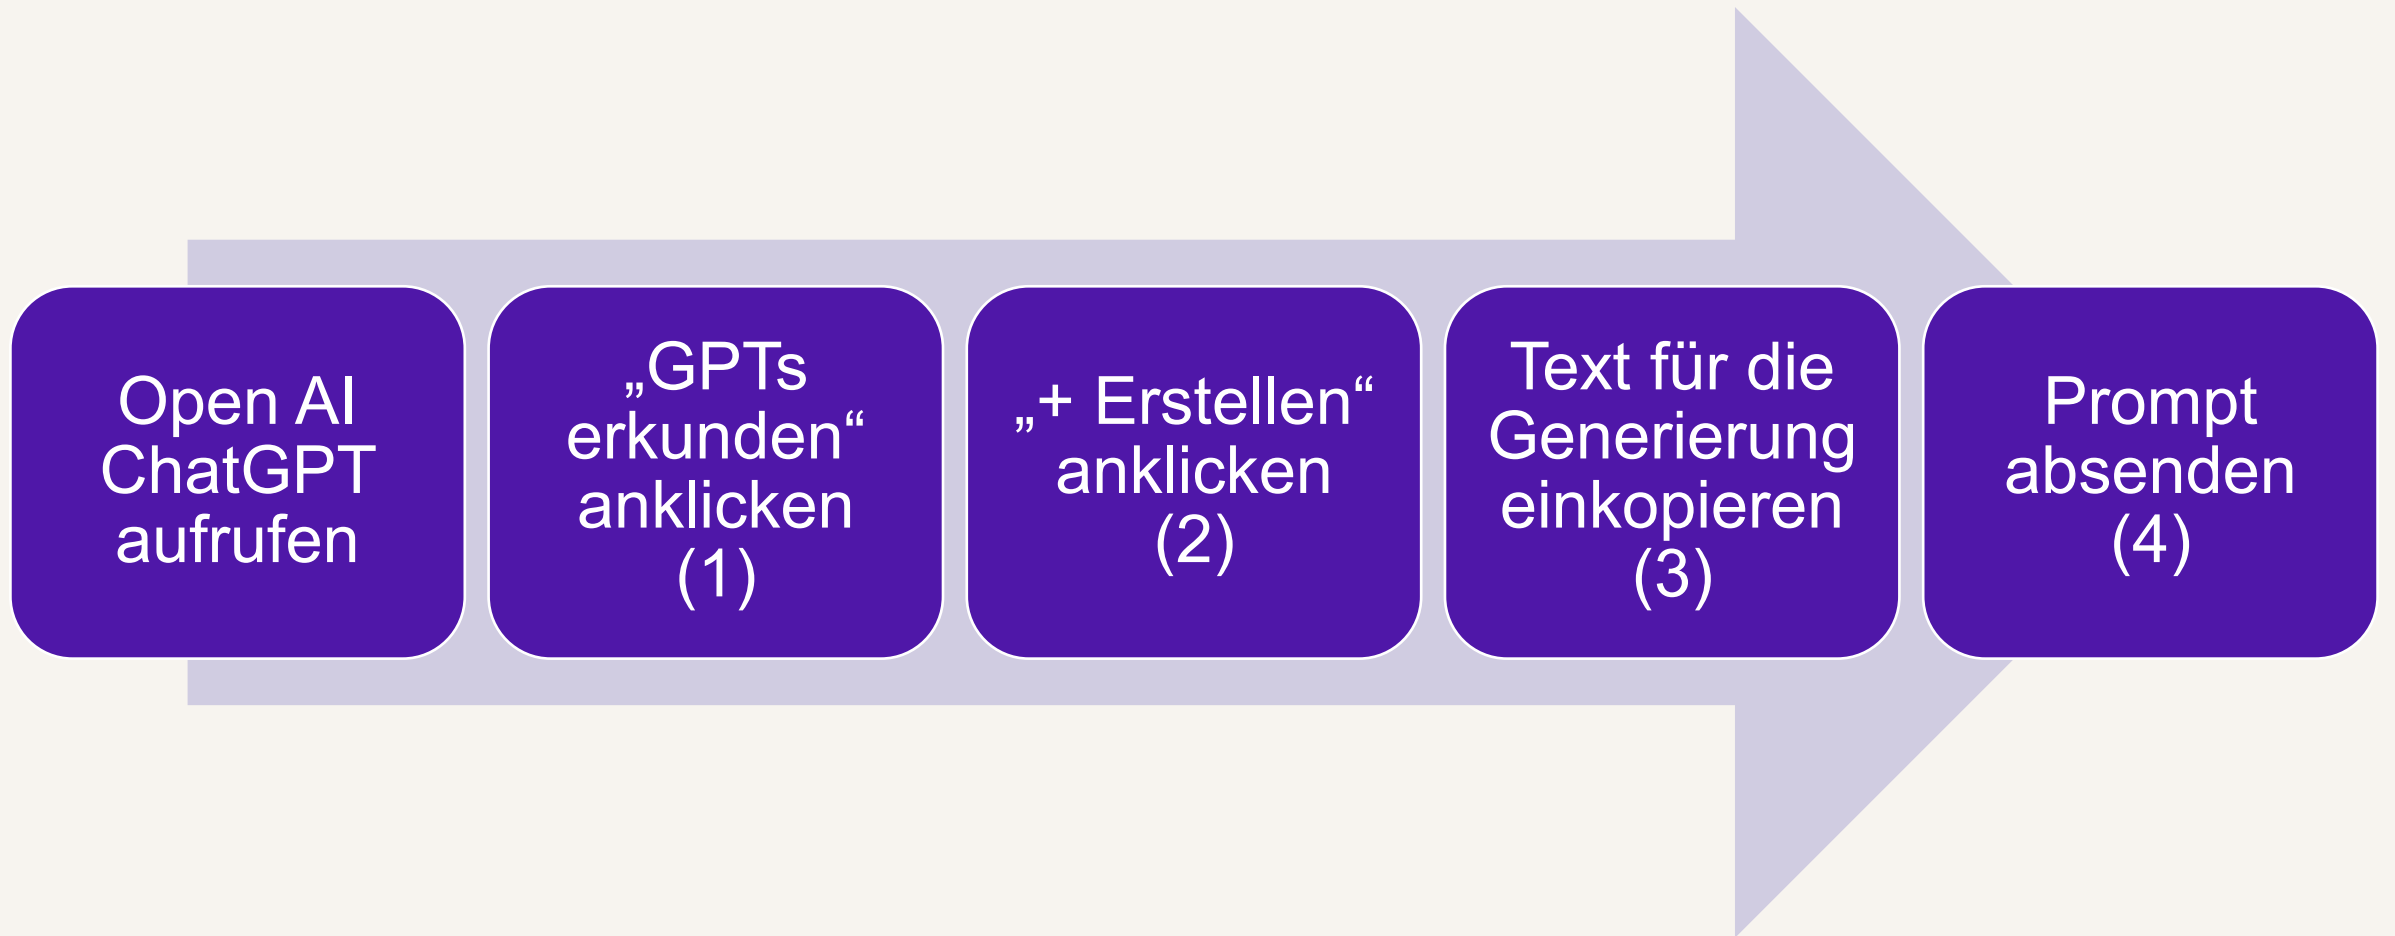 Open AI
ChatGPT
aufrufen
„GPTs
erkunden“
anklicken
(1)
„+ Erstellen“
anklicken
(2)
Text für die
Generierung
einkopieren
(3)
Prompt
absenden
(4)